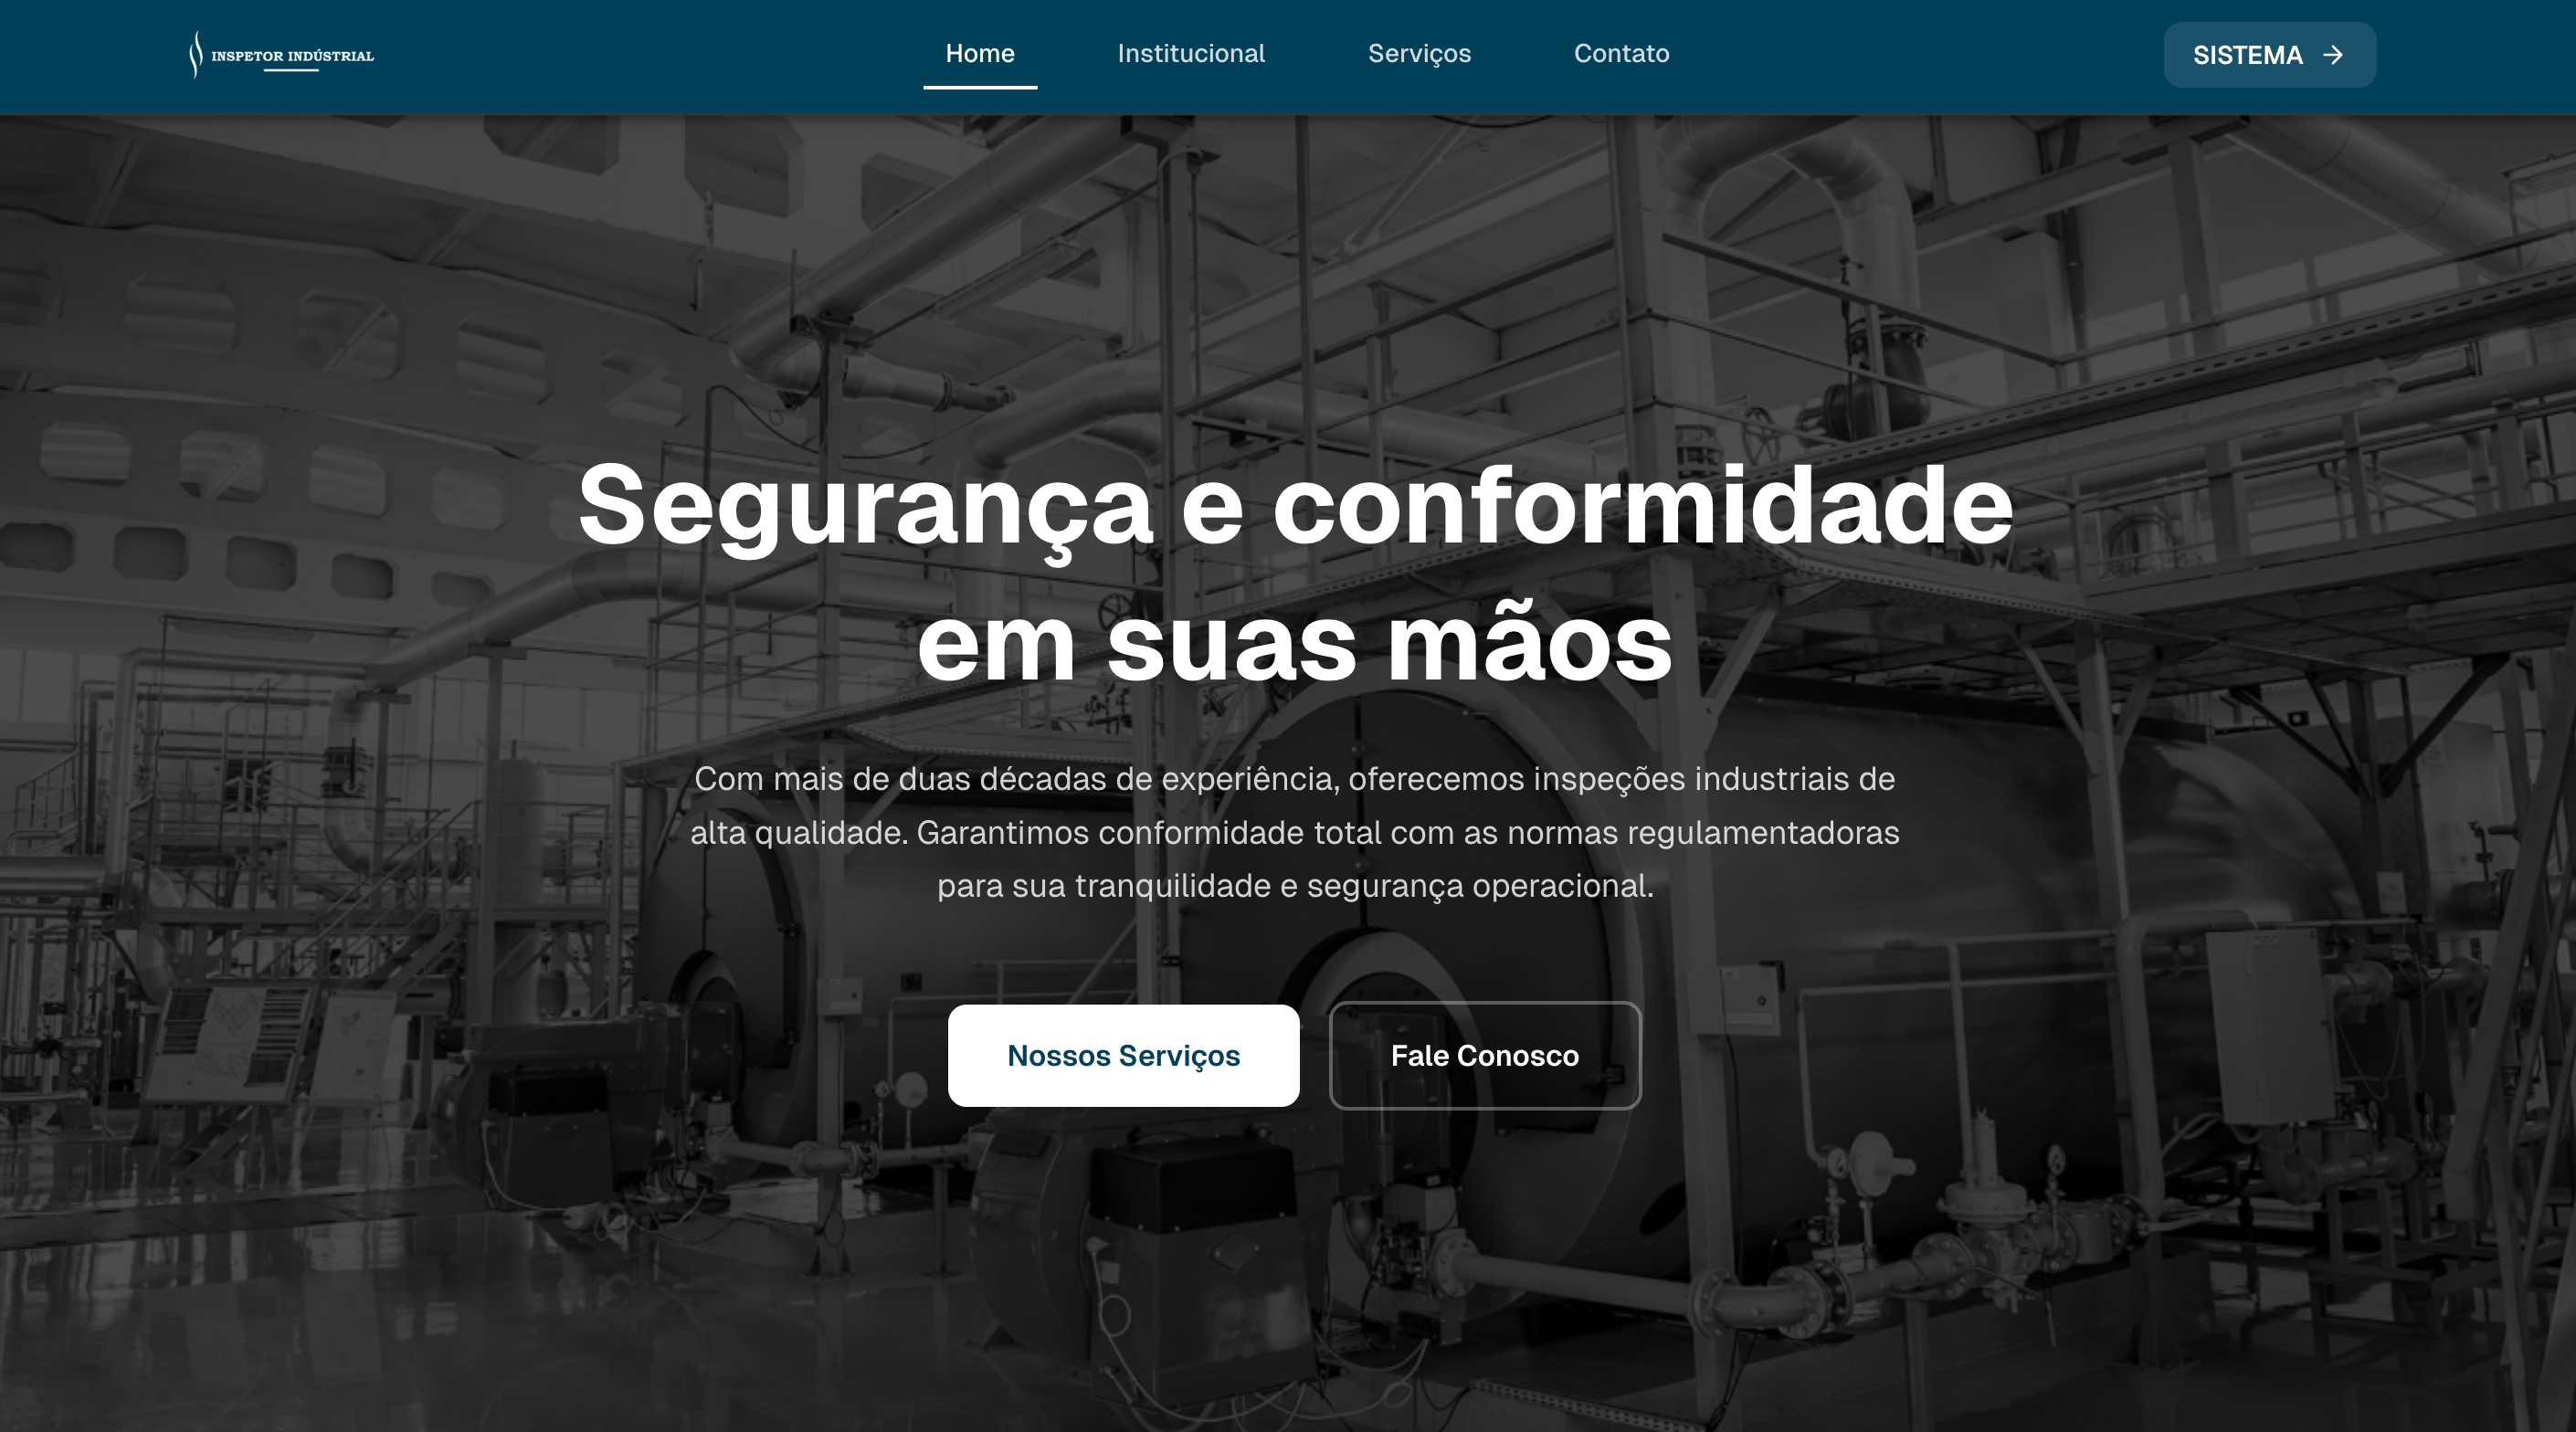 INSPETOR INDÚSTRIAL
Home
Institucional
Serviços
Contato
SISTEMA
Segurança e conformidade
em suas mãos
Com mais de duas décadas de experiência, oferecemos inspeções industriais de
alta qualidade. Garantimos conformidade total com as normas regulamentadoras
para sua tranquilidade e segurança operacional.
Nossos Serviços
Fale Conosco